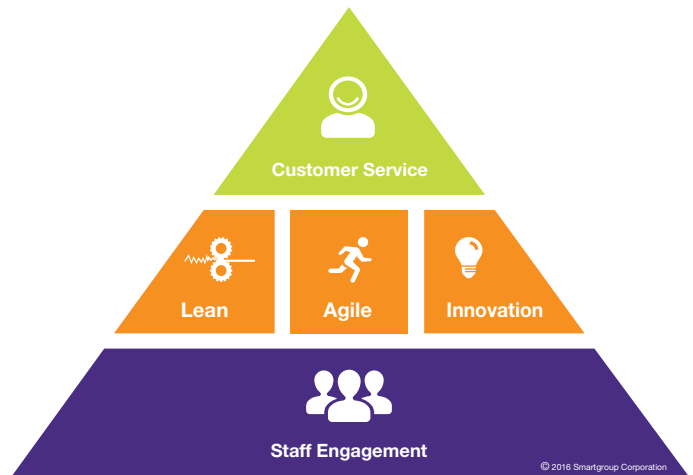 Customer Service
Lean
Agile
Innovation
Staff Engagement
© 2016 Smartgroup Corporation